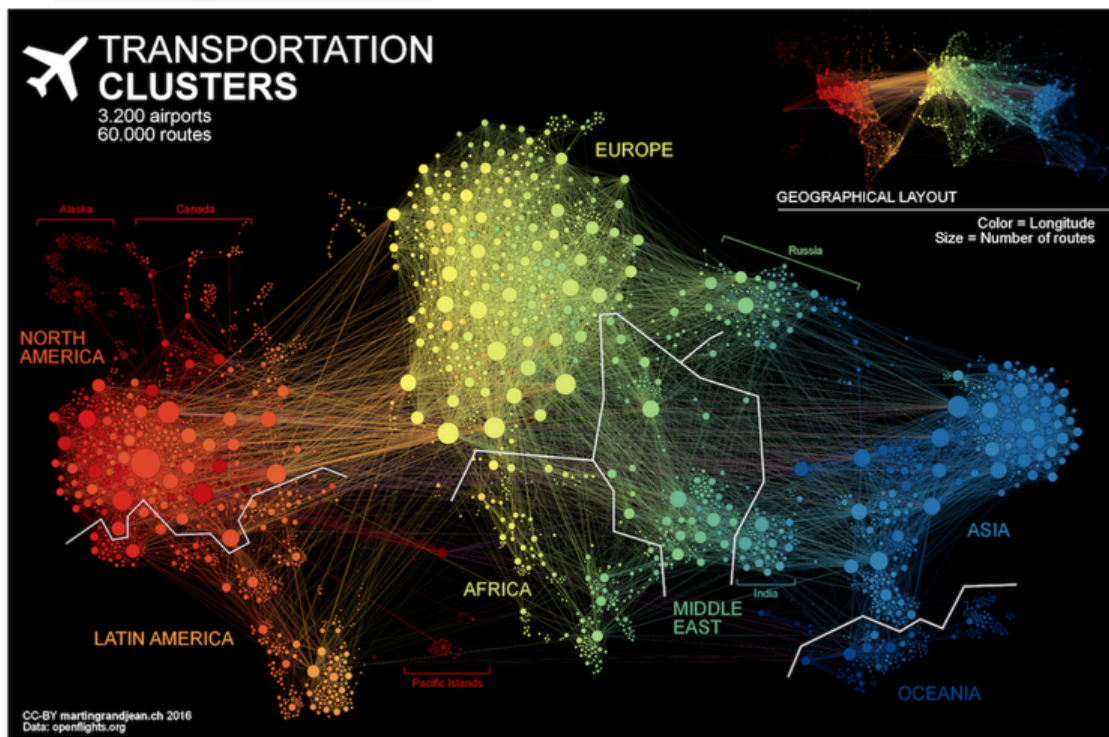 TRANSPORTATION
CLUSTERS
3.200 airports
60.000 routes
EUROPE
GEOGRAPHICAL LAYOUT
Color = Longitude
Size = Number of routes
Alaska
Canada
Russia
NORTH
AMERICA
ASIA
AFRICA
India
MIDDLE
EAST
LATIN AMERICA
Pacific Islands
OCEANIA
CC-BY martingrandjean.ch 2016
Data: openflights.org